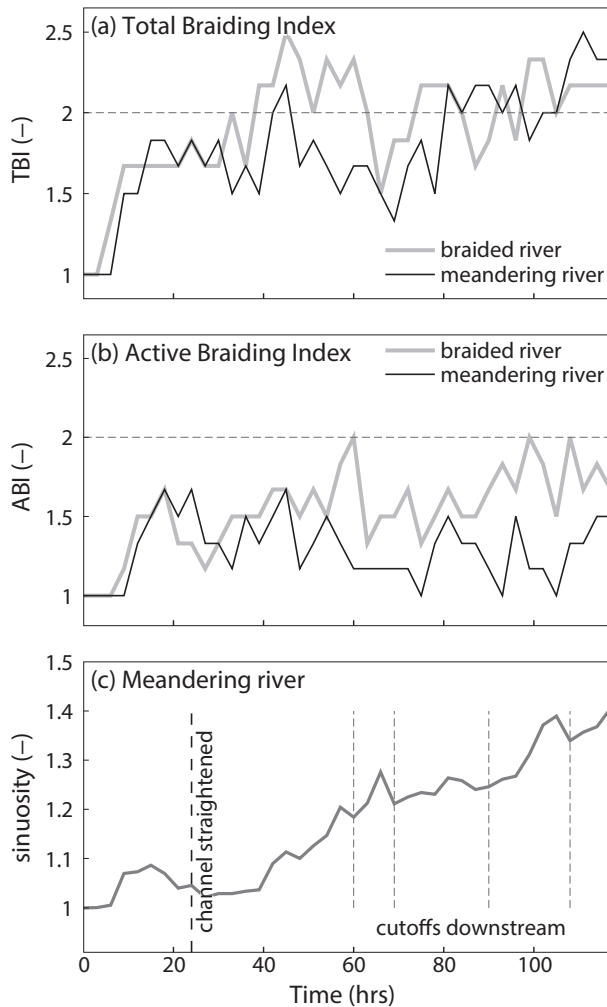 (a) Total Braiding Index
2.5
2
1.5
1
TBI (–)
braided river
meandering river
(b) Active Braiding Index
2.5
2
1.5
1
ABI (–)
braided river
meandering river
(c) Meandering river
1.5
1.4
1.3
1.2
1.1
1
sinuosity (–)
channel straightened
cutoffs downstream
0 20 40 60 80 100
Time (hrs)